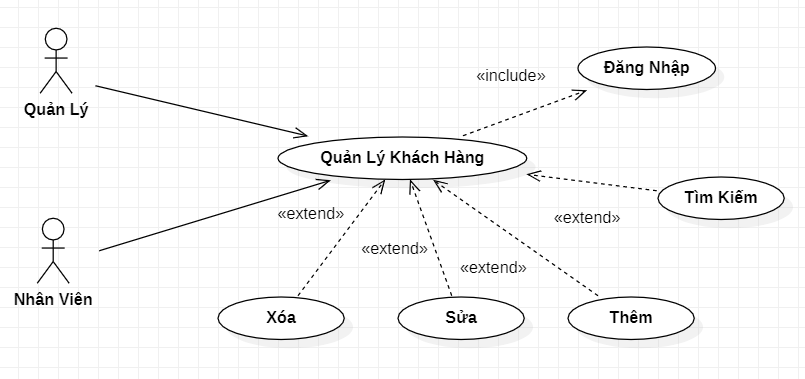 Đăng Nhập
«include»
Quản Lý
Quản Lý Khách Hàng
Tìm Kiếm
«extend»
«extend»
«extend»
«extend»
Nhân Viên
Xóa
Sửa
Thêm